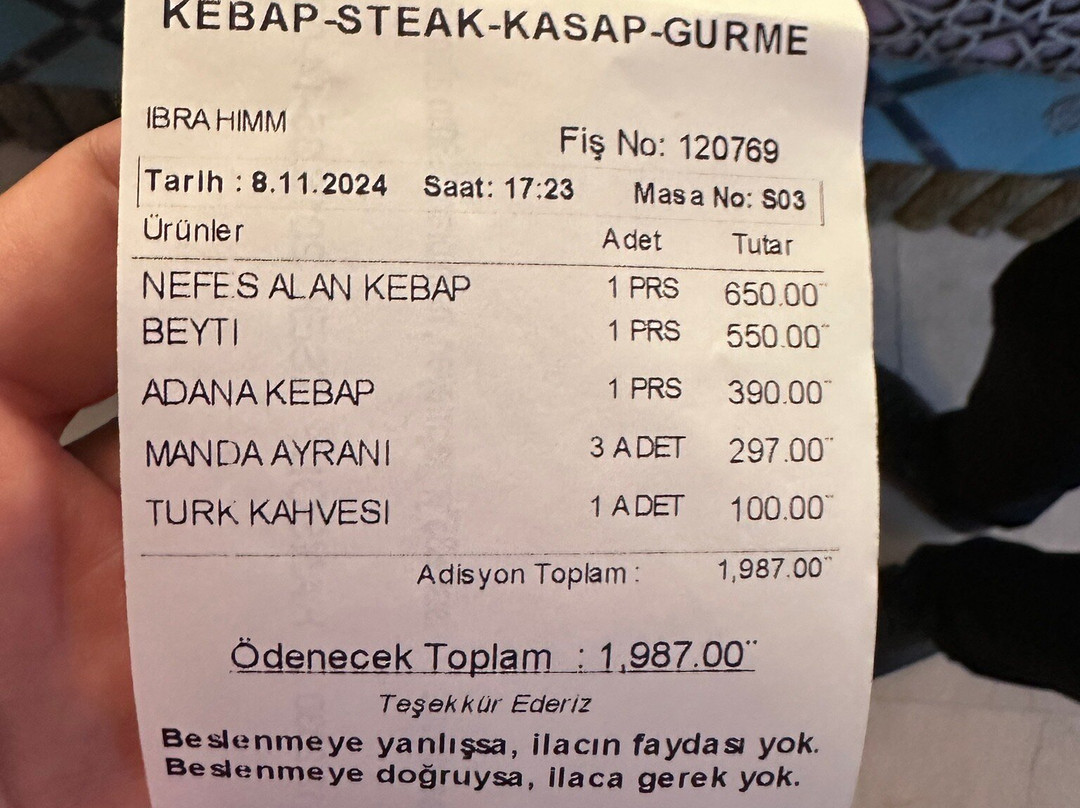 KEBAP-STEAK-KASAP-GURME
IBRAHIMM
Fiş No: 120769
Tarih : 8.11.2024 Saat: 17:23 Masa No: S03
Ürünler Adet Tutar
NEFES ALAN KEBAP 1 PRS 650.00
BEYTI 1 PRS 550.00
ADANA KEBAP 1 PRS 390.00
MANDA AYRANI 3 ADET 297.00
TURK KAHVESI 1 ADET 100.00
Adisyon Toplam : 1,987.00
Ödenecek Toplam : 1,987.00
Teşekkür Ederiz
Beslenmeye yanlışsa, ilacın faydası yok.
Beslenmeye doğruysa, ilaca gerek yok.